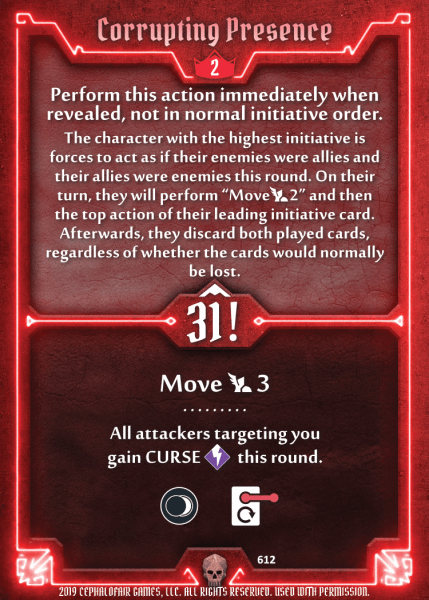 Corrupting Presence
2
Perform this action immediately when
revealed, not in normal initiative order.
The character with the highest initiative is
forces to act as if their enemies were allies and
their allies were enemies this round. On their
turn, they will perform “Move 2” and then
the top action of their leading initiative card.
Afterwards, they discard both played cards,
regardless of whether the cards would normally
be lost.
31!
Move 3
.........
All attackers targeting you
gain CURSE this round.
612
2019 CEPHALOFAIR GAMES, LLC. ALL RIGHTS RESERVED. USED WITH PERMISSION.